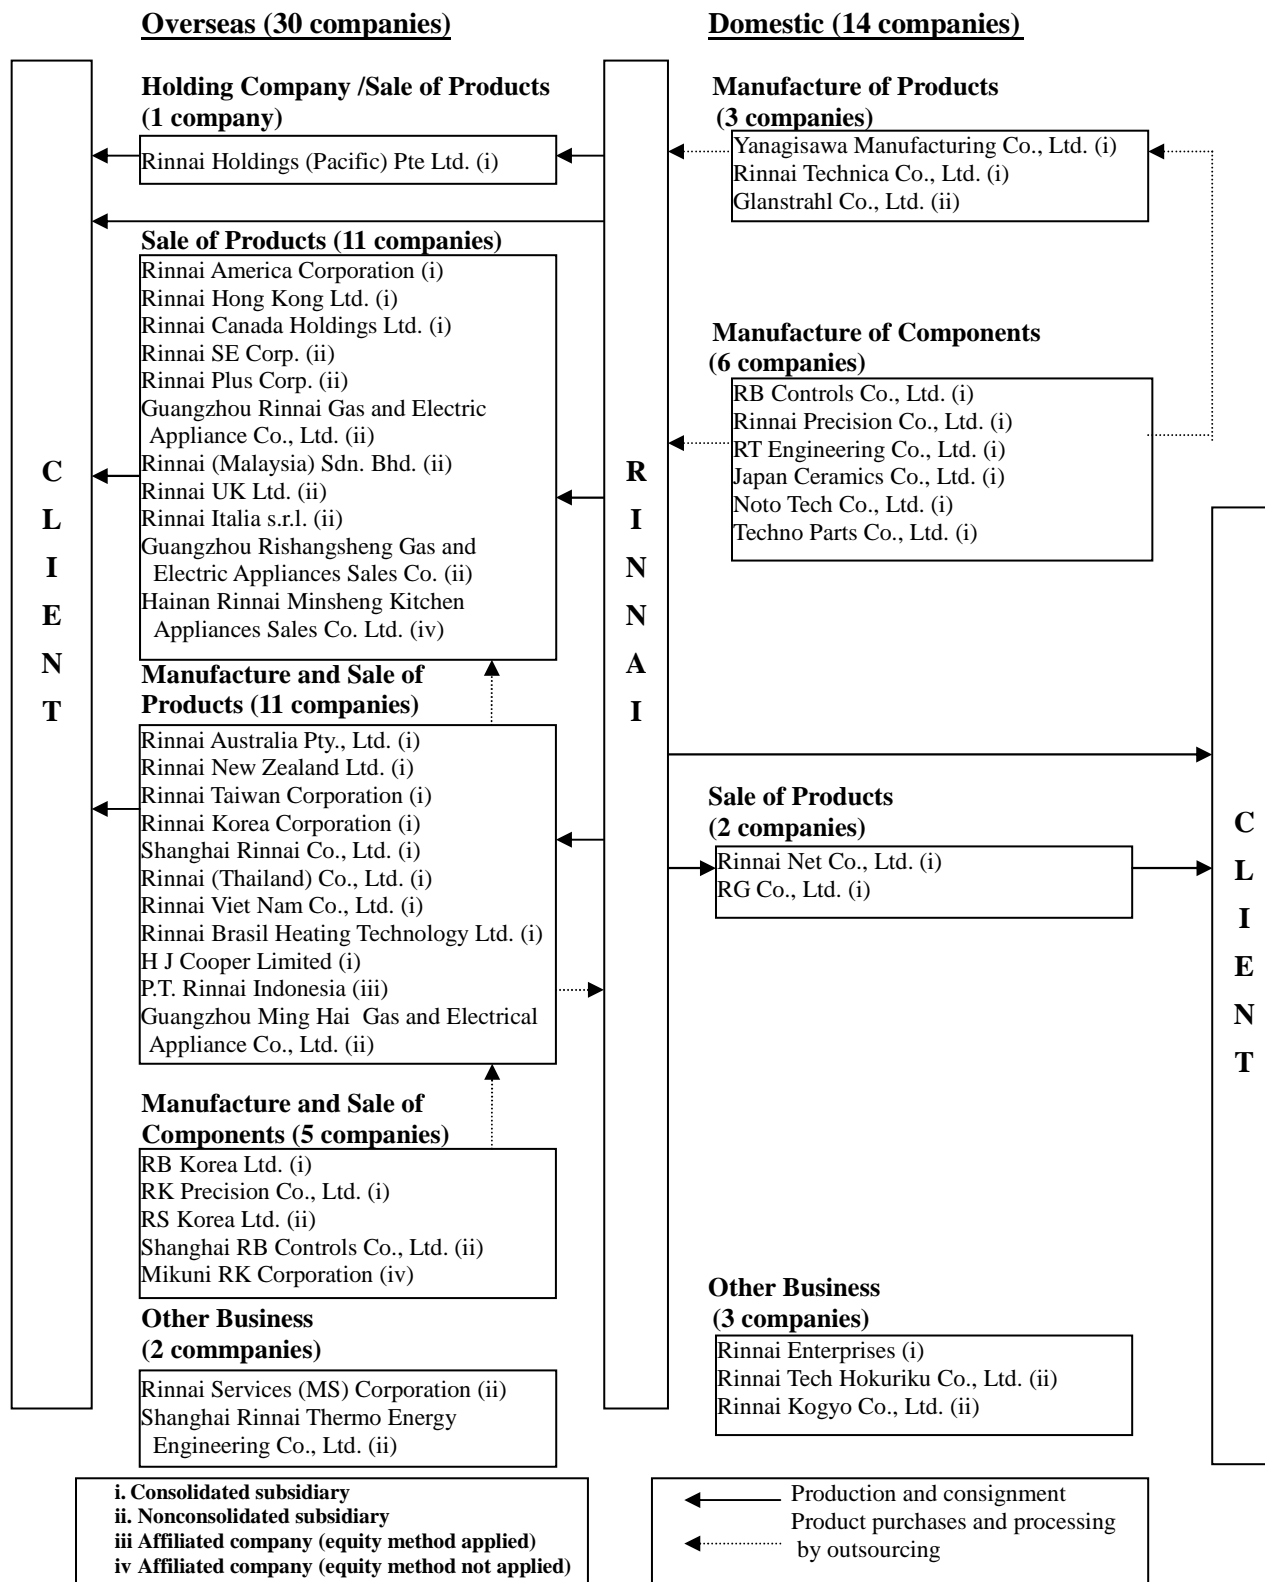 Overseas (30 companies)
Domestic (14 companies)
CLIENT
Holding Company /Sale of Products
(1 company)
Rinnai Holdings (Pacific) Pte Ltd. (i)
Sale of Products (11 companies)
Rinnai America Corporation (i)
Rinnai Hong Kong Ltd. (i)
Rinnai Canada Holdings Ltd. (i)
Rinnai SE Corp. (ii)
Rinnai Plus Corp. (ii)
Guangzhou Rinnai Gas and Electric
Appliance Co., Ltd. (ii)
Rinnai (Malaysia) Sdn. Bhd. (ii)
Rinnai UK Ltd. (ii)
Rinnai Italia s.r.l. (ii)
Guangzhou Rishangsheng Gas and
Electric Appliances Sales Co. (ii)
Hainan Rinnai Minsheng Kitchen
Appliances Sales Co. Ltd. (iv)
Manufacture and Sale of
Products (11 companies)
Rinnai Australia Pty., Ltd. (i)
Rinnai New Zealand Ltd. (i)
Rinnai Taiwan Corporation (i)
Rinnai Korea Corporation (i)
Shanghai Rinnai Co., Ltd. (i)
Rinnai (Thailand) Co., Ltd. (i)
Rinnai Viet Nam Co., Ltd. (i)
Rinnai Brasil Heating Technology Ltd. (i)
H J Cooper Limited (i)
P.T. Rinnai Indonesia (iii)
Guangzhou Ming Hai Gas and Electrical
Appliance Co., Ltd. (ii)
Manufacture and Sale of
Components (5 companies)
RB Korea Ltd. (i)
RK Precision Co., Ltd. (i)
RS Korea Ltd. (ii)
Shanghai RB Controls Co., Ltd. (ii)
Mikuni RK Corporation (iv)
Other Business
(2 commpanies)
Rinnai Services (MS) Corporation (ii)
Shanghai Rinnai Thermo Energy
Engineering Co., Ltd. (ii)
RINNAI
Manufacture of Products
(3 companies)
Yanagisawa Manufacturing Co., Ltd. (i)
Rinnai Technica Co., Ltd. (i)
Glanstrahl Co., Ltd. (ii)
Manufacture of Components
(6 companies)
RB Controls Co., Ltd. (i)
Rinnai Precision Co., Ltd. (i)
RT Engineering Co., Ltd. (i)
Japan Ceramics Co., Ltd. (i)
Noto Tech Co., Ltd. (i)
Techno Parts Co., Ltd. (i)
Sale of Products
(2 companies)
Rinnai Net Co., Ltd. (i)
RG Co., Ltd. (i)
Other Business
(3 companies)
Rinnai Enterprises (i)
Rinnai Tech Hokuriku Co., Ltd. (ii)
Rinnai Kogyo Co., Ltd. (ii)
CLIENT
i. Consolidated subsidiary
ii. Nonconsolidated subsidiary
iii Affiliated company (equity method applied)
iv Affiliated company (equity method not applied)
Production and consignment
Product purchases and processing
by outsourcing